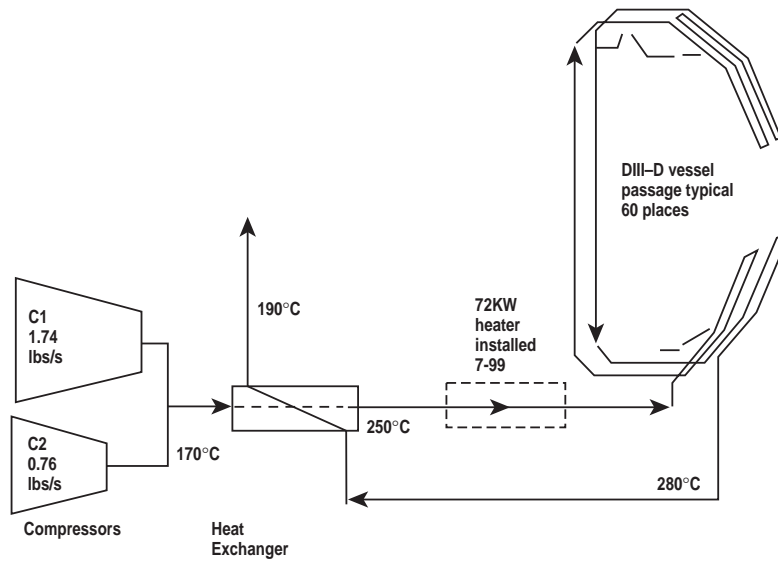 DIII–D vessel
passage typical
60 places
72KW
heater
installed
7-99
190°C
C1
1.74
lbs/s
C2
0.76
lbs/s
170°C
250°C
280°C
Compressors
Heat
Exchanger